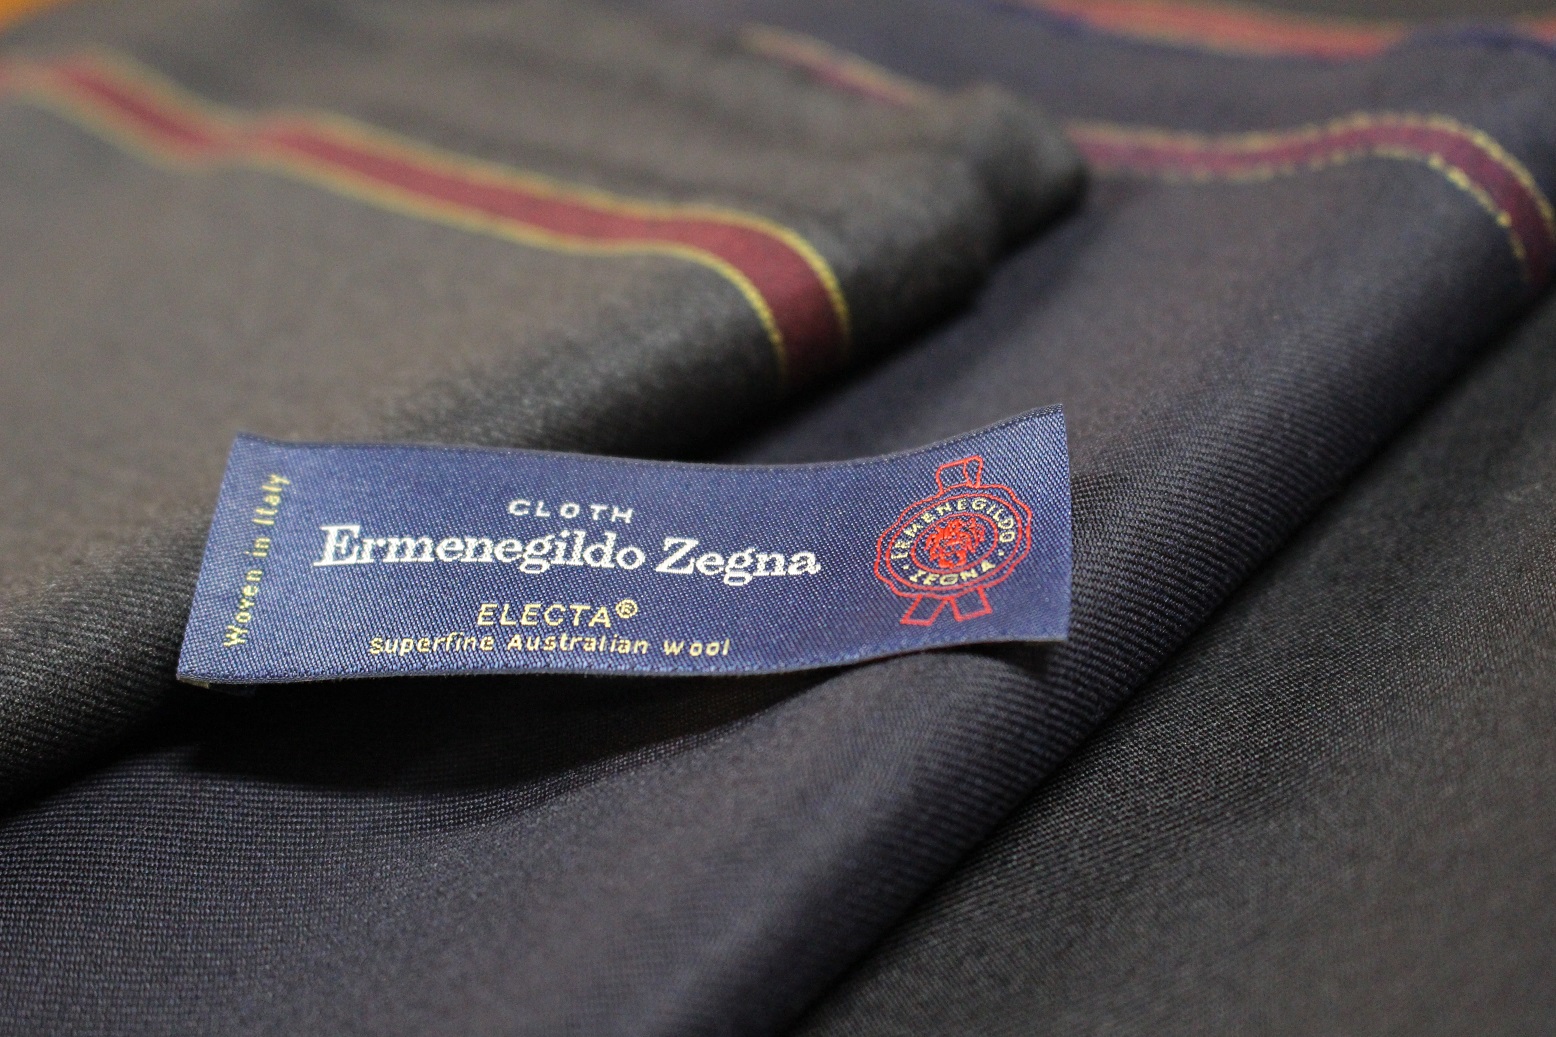 Woven in Italy
CLOTH
Ermenegildo Zegna
ELECTA®
superfine Australian wool
ERMENEGILDO
· ZEGNA ·